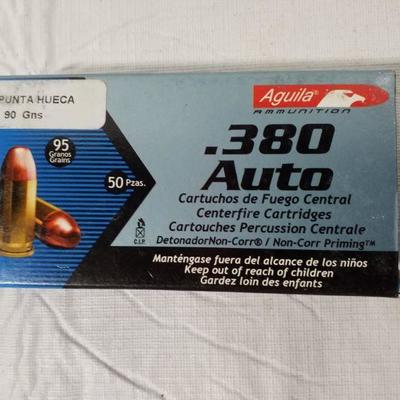 PUNTA HUECA
90 Gns
Aguila®
AMMUNITION
95
Granos
Grains
50 Pzas.
.380
Auto
C.I.P.
Cartuchos de Fuego Central
Centerfire Cartridges
Cartouches Percussion Centrale
DetonadorNon-Corr® / Non-Corr Priming™
Manténgase fuera del alcance de los niños
Keep out of reach of children
Gardez loin des enfants